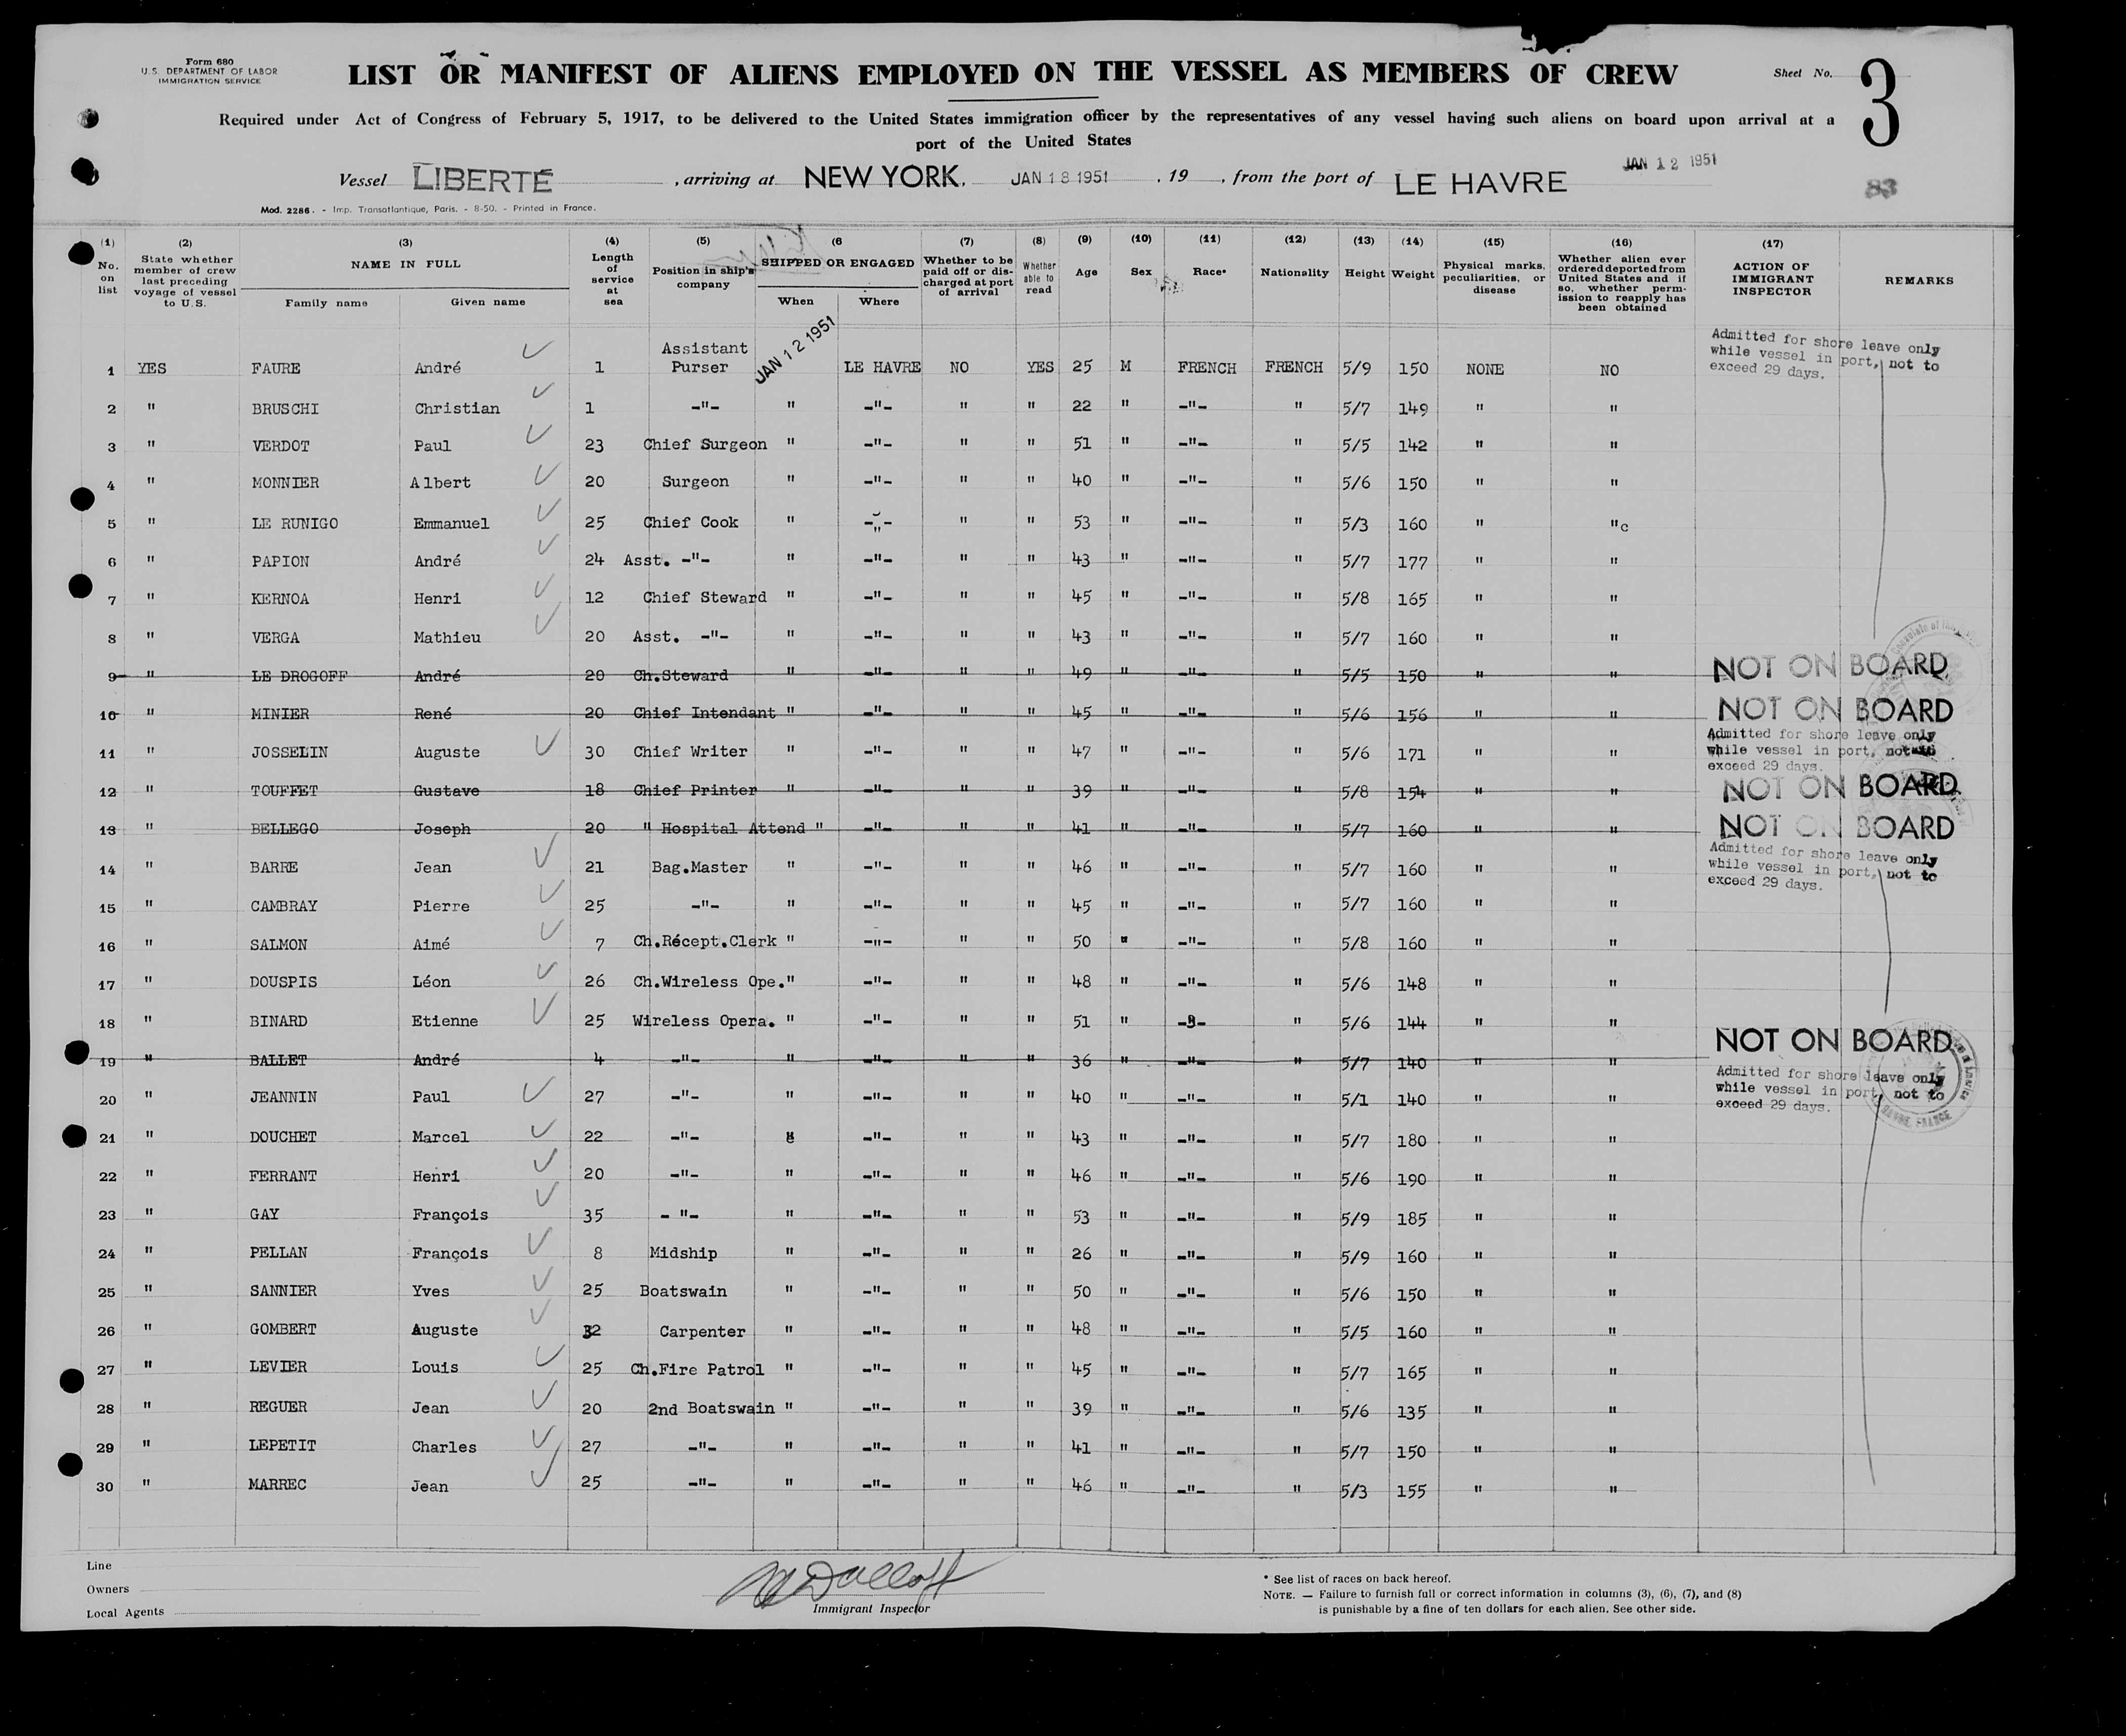 Form 680
U.S. DEPARTMENT OF LABOR
IMMIGRATION SERVICE
LIST OR MANIFEST OF ALIENS EMPLOYED ON THE VESSEL AS MEMBERS OF CREW
Sheet No. 3
Required under Act of Congress of February 5, 1917, to be delivered to the United States immigration officer by the representatives of any vessel having such aliens on board upon arrival at a
port of the United States
JAN 12 1951
Vessel LIBERTÉ, arriving at NEW YORK, JAN 18 1951, 19 , from the port of LE HAVRE
83
Mod. 2286. - Imp. Transatlantique, Paris. - 8-50. - Printed in France.
(1) No. on list
(2) State whether member of crew last preceding voyage of vessel to U.S.
(3) NAME IN FULL Family name Given name
(4) Length of service at sea
(5) Position in ship's company
(6 SHIPPED OR ENGAGED When Where
(7) Whether to be paid off or discharged at port of arrival
(8) Whether able to read
(9) Age
(10) Sex
(11) Race*
(12) Nationality
(13) Height
(14) Weight
(15) Physical marks, peculiarities, or disease
(16) Whether alien ever ordered deported from United States and if so, whether permission to reapply has been obtained
(17) ACTION OF IMMIGRANT INSPECTOR
REMARKS
1 YES FAURE André 1 Assistant Purser JAN 12 1951 LE HAVRE NO YES 25 M FRENCH FRENCH 5/9 150 NONE NO Admitted for shore leave only while vessel in port, not to exceed 29 days.
2 " BRUSCHI Christian 1 -"- " -"- " " 22 " -"- " 5/7 149 " "
3 " VERDOT Paul 23 Chief Surgeon " -"- " " 51 " -"- " 5/5 142 " "
4 " MONNIER Albert 20 Surgeon " -"- " " 40 " -"- " 5/6 150 " "
5 " LE RUNIGO Emmanuel 25 Chief Cook " -"- " " 53 " -"- " 5/3 160 " "c
6 " PAPION André 24 Asst. -"- " -"- " " 43 " -"- " 5/7 177 " "
7 " KERNOA Henri 12 Chief Steward " -"- " " 45 " -"- " 5/8 165 " "
8 " VERGA Mathieu 20 Asst. -"- " -"- " " 43 " -"- " 5/7 160 " "
9 " LE DROGOFF André 20 Ch.Steward " -"- " " 49 " -"- " 5/5 150 " " NOT ON BOARD
10 " MINIER René 20 Chief Intendant " -"- " " 45 " -"- " 5/6 156 " " NOT ON BOARD
11 " JOSSELIN Auguste 30 Chief Writer " -"- " " 47 " -"- " 5/6 171 " " Admitted for shore leave only while vessel in port, not to exceed 29 days.
12 " TOUFFET Gustave 18 Chief Printer " -"- " " 39 " -"- " 5/8 154 " " NOT ON BOARD
13 " BELLEGO Joseph 20 " Hospital Attend " -"- " " 41 " -"- " 5/7 160 " " NOT ON BOARD
14 " BARRE Jean 21 Bag.Master " -"- " " 46 " -"- " 5/7 160 " " Admitted for shore leave only while vessel in port, not to exceed 29 days.
15 " CAMBRAY Pierre 25 -"- " -"- " " 45 " -"- " 5/7 160 " "
16 " SALMON Aimé 7 Ch.Récept.Clerk " -"- " " 50 " -"- " 5/8 160 " "
17 " DOUSPIS Léon 26 Ch.Wireless Ope." -"- " " 48 " -"- " 5/6 148 " "
18 " BINARD Etienne 25 Wireless Opera. " -"- " " 51 " -"- " 5/6 144 " "
19 " BALLET André 4 -"- " -"- " " 36 " -"- " 5/7 140 " " NOT ON BOARD
20 " JEANNIN Paul 27 -"- " -"- " " 40 " -"- " 5/1 140 " " Admitted for shore leave only while vessel in port, not to exceed 29 days.
21 " DOUCHET Marcel 22 -"- " -"- " " 43 " -"- " 5/7 180 " "
22 " FERRANT Henri 20 -"- " -"- " " 46 " -"- " 5/6 190 " "
23 " GAY François 35 - "- " -"- " " 53 " -"- " 5/9 185 " "
24 " PELLAN François 8 Midship " -"- " " 26 " -"- " 5/9 160 " "
25 " SANNIER Yves 25 Boatswain " -"- " " 50 " -"- " 5/6 150 " "
26 " GOMBERT Auguste 32 Carpenter " -"- " " 48 " -"- " 5/5 160 " "
27 " LEVIER Louis 25 Ch.Fire Patrol " -"- " " 45 " -"- " 5/7 165 " "
28 " REGUER Jean 20 2nd Boatswain " -"- " " 39 " -"- " 5/6 135 " "
29 " LEPETIT Charles 27 -"- " -"- " " 41 " -"- " 5/7 150 " "
30 " MARREC Jean 25 -"- " -"- " " 46 " -"- " 5/3 155 " "
Line
Owners
Local Agents
Immigrant Inspector
* See list of races on back hereof.
NOTE. — Failure to furnish full or correct information in columns (3), (6), (7), and (8)
is punishable by a fine of ten dollars for each alien. See other side.